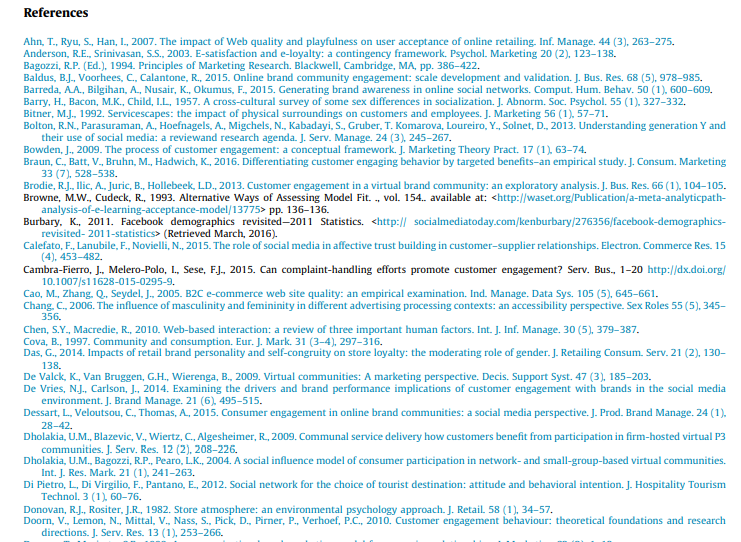 References
Ahn, T., Ryu, S., Han, I., 2007. The impact of Web quality and playfulness on user acceptance of online retailing. Inf. Manage. 44 (3), 263–275.
Anderson, R.E., Srinivasan, S.S., 2003. E-satisfaction and e-loyalty: a contingency framework. Psychol. Marketing 20 (2), 123–138.
Bagozzi, R.P. (Ed.), 1994. Principles of Marketing Research. Blackwell, Cambridge, MA, pp. 386–422.
Baldus, B.J., Voorhees, C., Calantone, R., 2015. Online brand community engagement: scale development and validation. J. Bus. Res. 68 (5), 978–985.
Barreda, A.A., Bilgihan, A., Nusair, K., Okumus, F., 2015. Generating brand awareness in online social networks. Comput. Hum. Behav. 50 (1), 600–609.
Barry, H., Bacon, M.K., Child, I.L., 1957. A cross-cultural survey of some sex differences in socialization. J. Abnorm. Soc. Psychol. 55 (1), 327–332.
Bitner, M.J., 1992. Servicescapes: the impact of physical surroundings on customers and employees. J. Marketing 56 (1), 57–71.
Bolton, R.N., Parasuraman, A., Hoefnagels, A., Migchels, N., Kabadayi, S., Gruber, T. Komarova, Loureiro, Y., Solnet, D., 2013. Understanding generation Y and
their use of social media: a reviewand research agenda. J. Serv. Manage. 24 (3), 245–267.
Bowden, J., 2009. The process of customer engagement: a conceptual framework. J. Marketing Theory Pract. 17 (1), 63–74.
Braun, C., Batt, V., Bruhn, M., Hadwich, K., 2016. Differentiating customer engaging behavior by targeted benefits–an empirical study. J. Consum. Marketing
33 (7), 528–538.
Brodie, R.J., Ilic, A., Juric, B., Hollebeek, L.D., 2013. Customer engagement in a virtual brand community: an exploratory analysis. J. Bus. Res. 66 (1), 104–105.
Browne, M.W., Cudeck, R., 1993. Alternative Ways of Assessing Model Fit. ., vol. 154.. available at: <http://waset.org/Publication/a-meta-analyticpath-
analysis-of-e-learning-acceptance-model/13775> pp. 136–136.
Burbary, K., 2011. Facebook demographics revisited—2011 Statistics. <http:// socialmediatoday.com/kenburbary/276356/facebook-demographics-
revisited- 2011-statistics> (Retrieved March, 2016).
Calefato, F., Lanubile, F., Novielli, N., 2015. The role of social media in affective trust building in customer–supplier relationships. Electron. Commerce Res. 15
(4), 453–482.
Cambra-Fierro, J., Melero-Polo, I., Sese, F.J., 2015. Can complaint-handling efforts promote customer engagement? Serv. Bus., 1–20 http://dx.doi.org/
10.1007/s11628-015-0295-9.
Cao, M., Zhang, Q., Seydel, J., 2005. B2C e-commerce web site quality: an empirical examination. Ind. Manage. Data Sys. 105 (5), 645–661.
Chang, C., 2006. The influence of masculinity and femininity in different advertising processing contexts: an accessibility perspective. Sex Roles 55 (5), 345–
356.
Chen, S.Y., Macredie, R., 2010. Web-based interaction: a review of three important human factors. Int. J. Inf. Manage. 30 (5), 379–387.
Cova, B., 1997. Community and consumption. Eur. J. Mark. 31 (3–4), 297–316.
Das, G., 2014. Impacts of retail brand personality and self-congruity on store loyalty: the moderating role of gender. J. Retailing Consum. Serv. 21 (2), 130–
138.
De Valck, K., Van Bruggen, G.H., Wierenga, B., 2009. Virtual communities: A marketing perspective. Decis. Support Syst. 47 (3), 185–203.
De Vries, N.J., Carlson, J., 2014. Examining the drivers and brand performance implications of customer engagement with brands in the social media
environment. J. Brand Manage. 21 (6), 495–515.
Dessart, L., Veloutsou, C., Thomas, A., 2015. Consumer engagement in online brand communities: a social media perspective. J. Prod. Brand Manage. 24 (1),
28–42.
Dholakia, U.M., Blazevic, V., Wiertz, C., Algesheimer, R., 2009. Communal service delivery how customers benefit from participation in firm-hosted virtual P3
communities. J. Serv. Res. 12 (2), 208–226.
Dholakia, U.M., Bagozzi, R.P., Pearo, L.K., 2004. A social influence model of consumer participation in network- and small-group-based virtual communities.
Int. J. Res. Mark. 21 (1), 241–263.
Di Pietro, L., Di Virgilio, F., Pantano, E., 2012. Social network for the choice of tourist destination: attitude and behavioral intention. J. Hospitality Tourism
Technol. 3 (1), 60–76.
Donovan, R.J., Rositer, J.R., 1982. Store atmosphere: an environmental psychology approach. J. Retail. 58 (1), 34–57.
Doorn, V., Lemon, N., Mittal, V., Nass, S., Pick, D., Pirner, P., Verhoef, P.C., 2010. Customer engagement behaviour: theoretical foundations and research
directions. J. Serv. Res. 13 (1), 253–266.